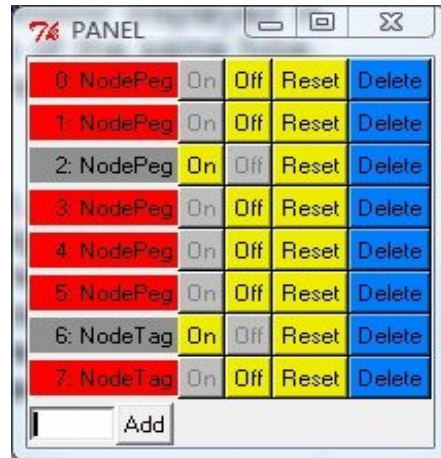 PANEL
0: NodePeg On Off Reset Delete
1: NodePeg On Off Reset Delete
2: NodePeg On Off Reset Delete
3: NodePeg On Off Reset Delete
4: NodePeg On Off Reset Delete
5: NodePeg On Off Reset Delete
6: NodeTag On Off Reset Delete
7: NodeTag On Off Reset Delete
Add